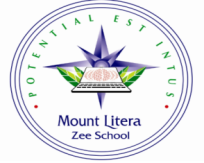 POTENTIAL EST INTUS
Mount Litera
Zee School